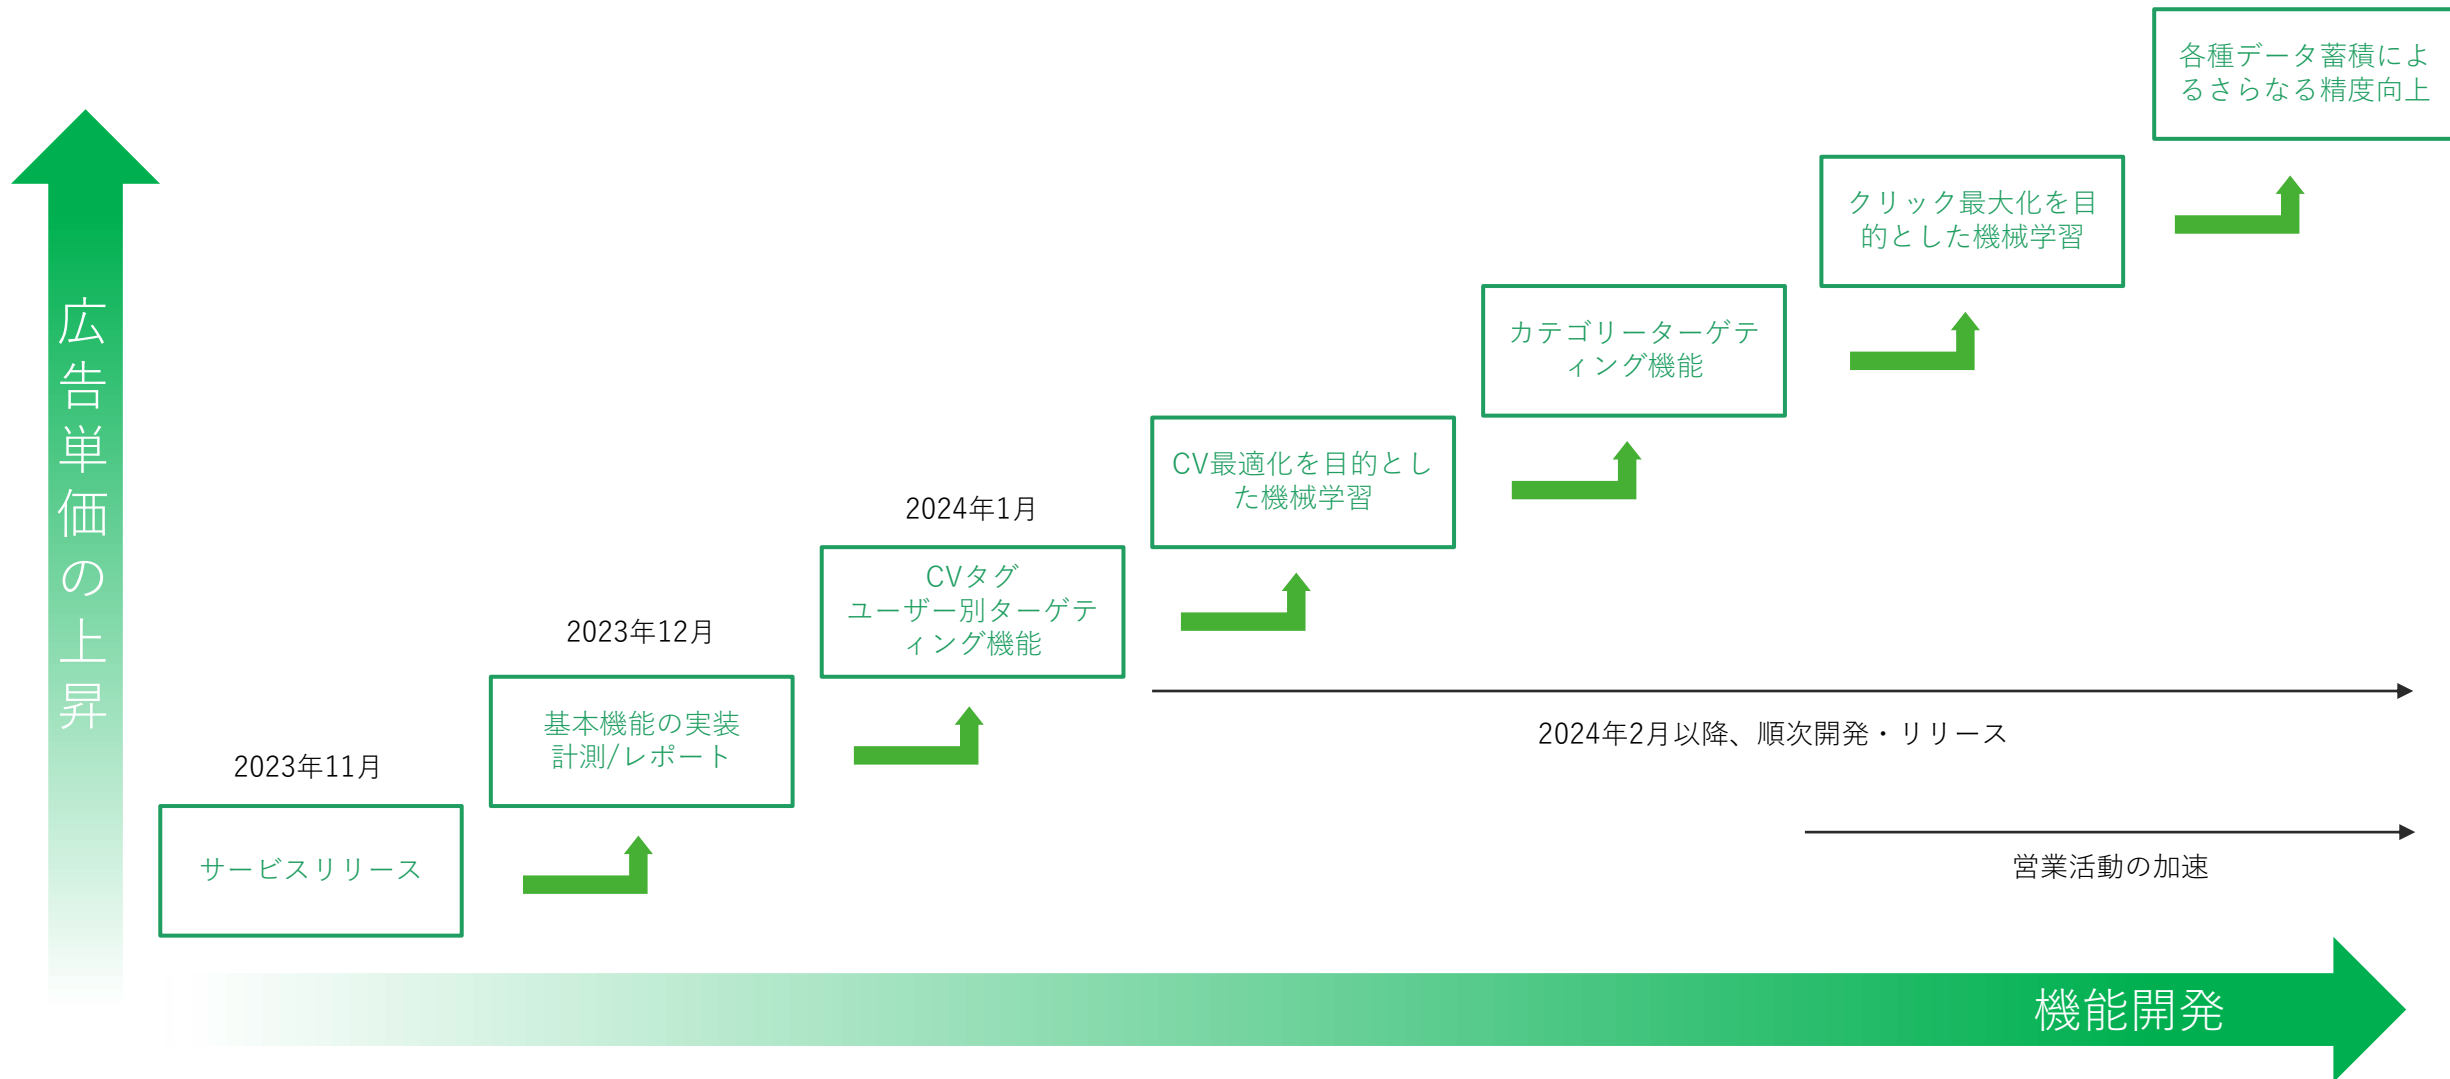 広告単価の上昇
2023年11月
サービスリリース
2023年12月
基本機能の実装
計測/レポート
2024年1月
CVタグ
ユーザー別ターゲテ
ィング機能
CV最適化を目的とし
た機械学習
カテゴリーターゲテ
ィング機能
クリック最大化を目
的とした機械学習
各種データ蓄積によ
るさらなる精度向上
2024年2月以降、順次開発・リリース
営業活動の加速
機能開発